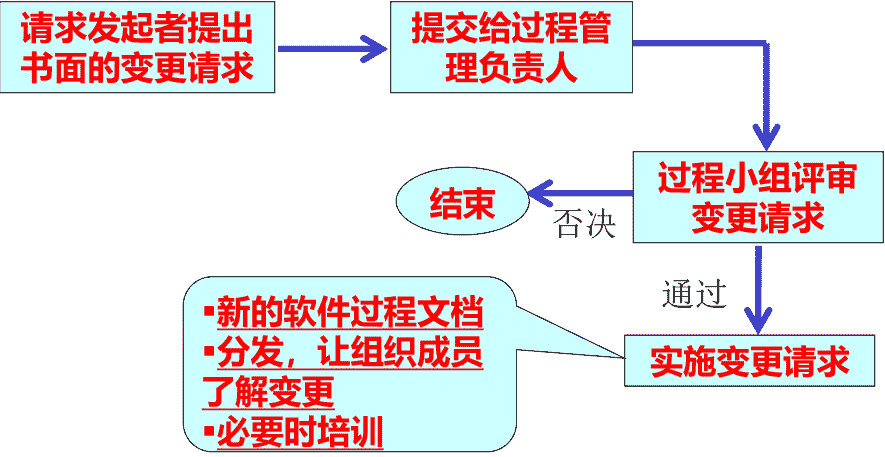 请求发起者提出
书面的变更请求
提交给过程管
理负责人
过程小组评审
变更请求
结束
否决
通过
▪新的软件过程文档
▪分发，让组织成员
了解变更
▪必要时培训
实施变更请求